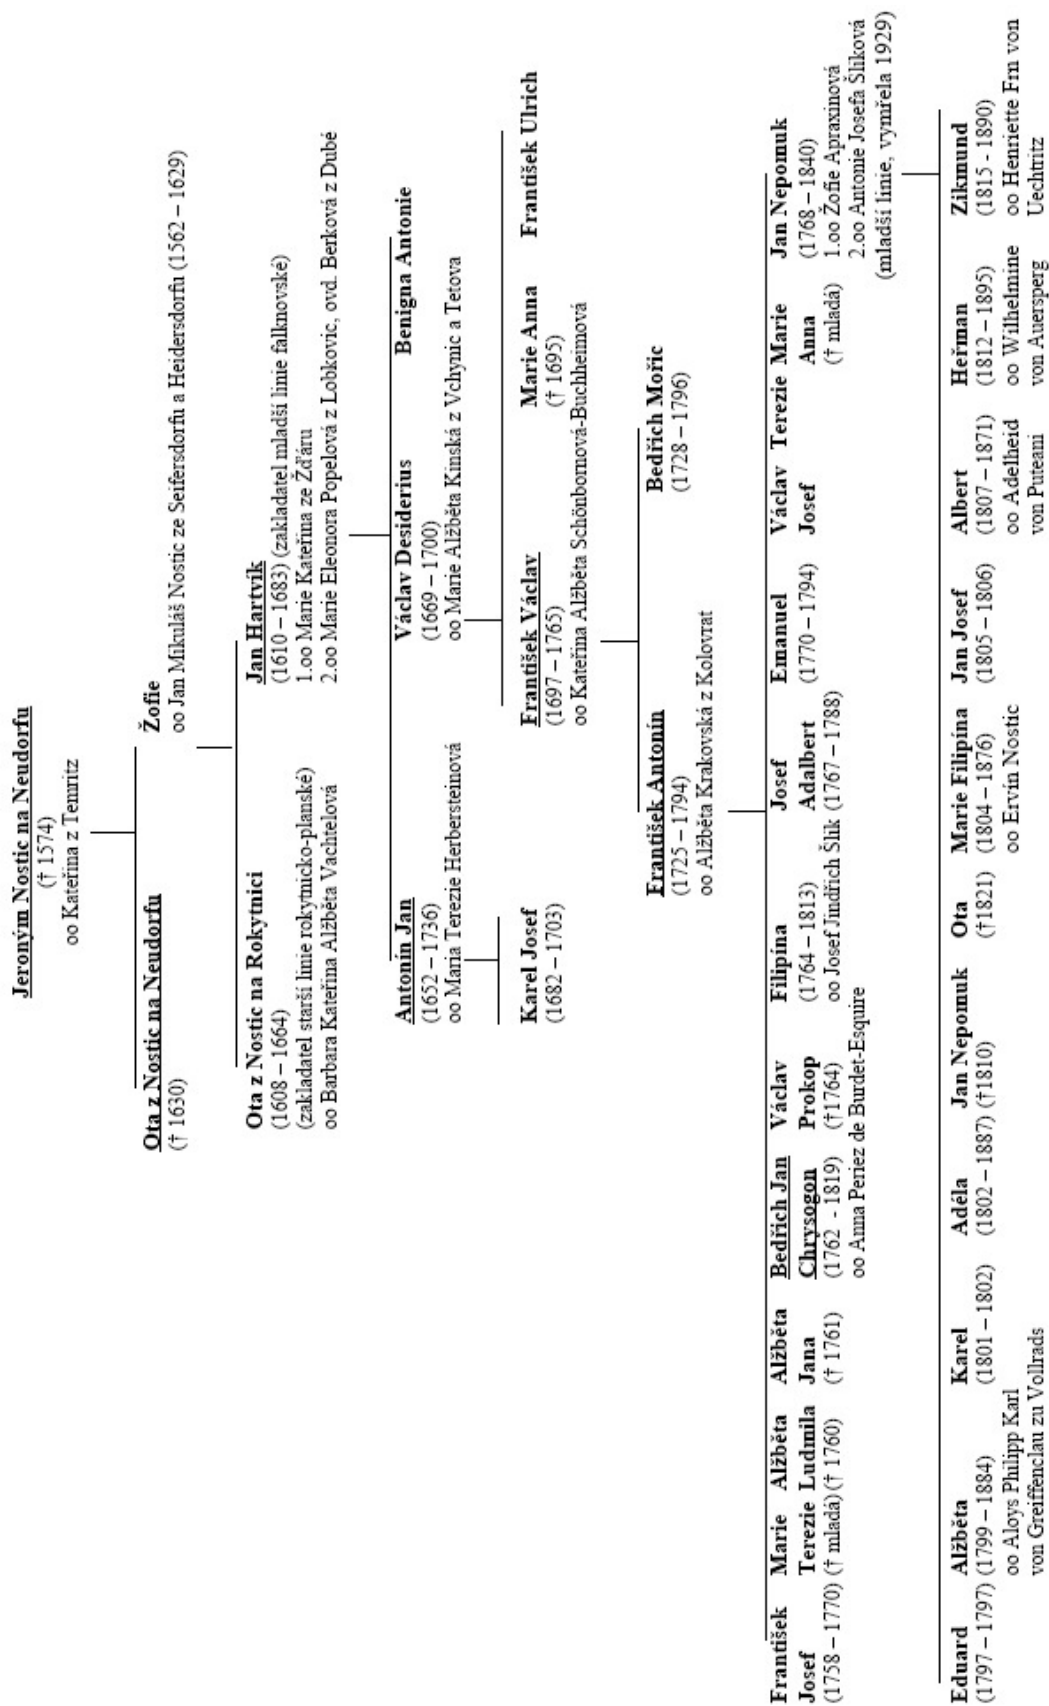 Jeroným Nostic na Neudorfu
(† 1574)
oo Kateřina z Temritz
Ota z Nostic na Neudorfu
(† 1630)
Žofie
oo Jan Mikuláš Nostic ze Seifersdorfu a Heidersdorfu (1562 – 1629)
Ota z Nostic na Rokytnici
(1608 – 1664)
(zakladatel starší linie rokytnicko-planské)
oo Barbara Kateřina Alžběta Vachtelová
Jan Hartvík
(1610 – 1683) (zakladatel mladší linie falknovské)
1.oo Marie Kateřina ze Žďáru
2.oo Marie Eleonora Popelová z Lobkovic, ovd. Berková z Dubé
Antonín Jan
(1652 – 1736)
oo Maria Terezie Herbersteinová
Václav Desiderius
(1669 – 1700)
oo Marie Alžběta Kinská z Vchynic a Tetova
Benigna Antonie
Karel Josef
(1682 – 1703)
František Václav
(1697 – 1765)
oo Kateřina Alžběta Schönbornová-Buchheimová
Marie Anna
(† 1695)
František Ulrich
František Antonín
(1725 – 1794)
oo Alžběta Krakovská z Kolovrat
Bedřich Mořic
(1728 – 1796)
František
Josef
(1758 – 1770)
Marie
Terezie
(† mladá)
Alžběta
Ludmila
(† 1760)
Alžběta
Jana
(† 1761)
Bedřich Jan
Chrysogon
(1762 - 1819)
oo Anna Periez de Burdet-Esquire
Václav
Prokop
(†1764)
Filipína
(1764 – 1813)
oo Josef Jindřich Šlik
Josef
Adalbert
(1767 – 1788)
Emanuel
(1770 – 1794)
Václav
Josef
Terezie
Marie
Anna
(† mladá)
Jan Nepomuk
(1768 – 1840)
1.oo Žofie Apraxinová
2.oo Antonie Josefa Šliková
(mladší linie, vymřela 1929)
Eduard
(1797 – 1797)
Alžběta
(1799 – 1884)
oo Aloys Philipp Karl
von Greiffenclau zu Vollrads
Karel
(1801 – 1802)
Adéla
(1802 – 1887)
Jan Nepomuk
(†1810)
Ota
(†1821)
Marie Filipína
(1804 – 1876)
oo Ervín Nostic
Jan Josef
(1805 – 1806)
Albert
(1807 – 1871)
oo Adelheid
von Puteani
Heřman
(1812 – 1895)
oo Wilhelmine
von Auersperg
Zikmund
(1815 - 1890)
oo Henriette Frn von
Uechtritz